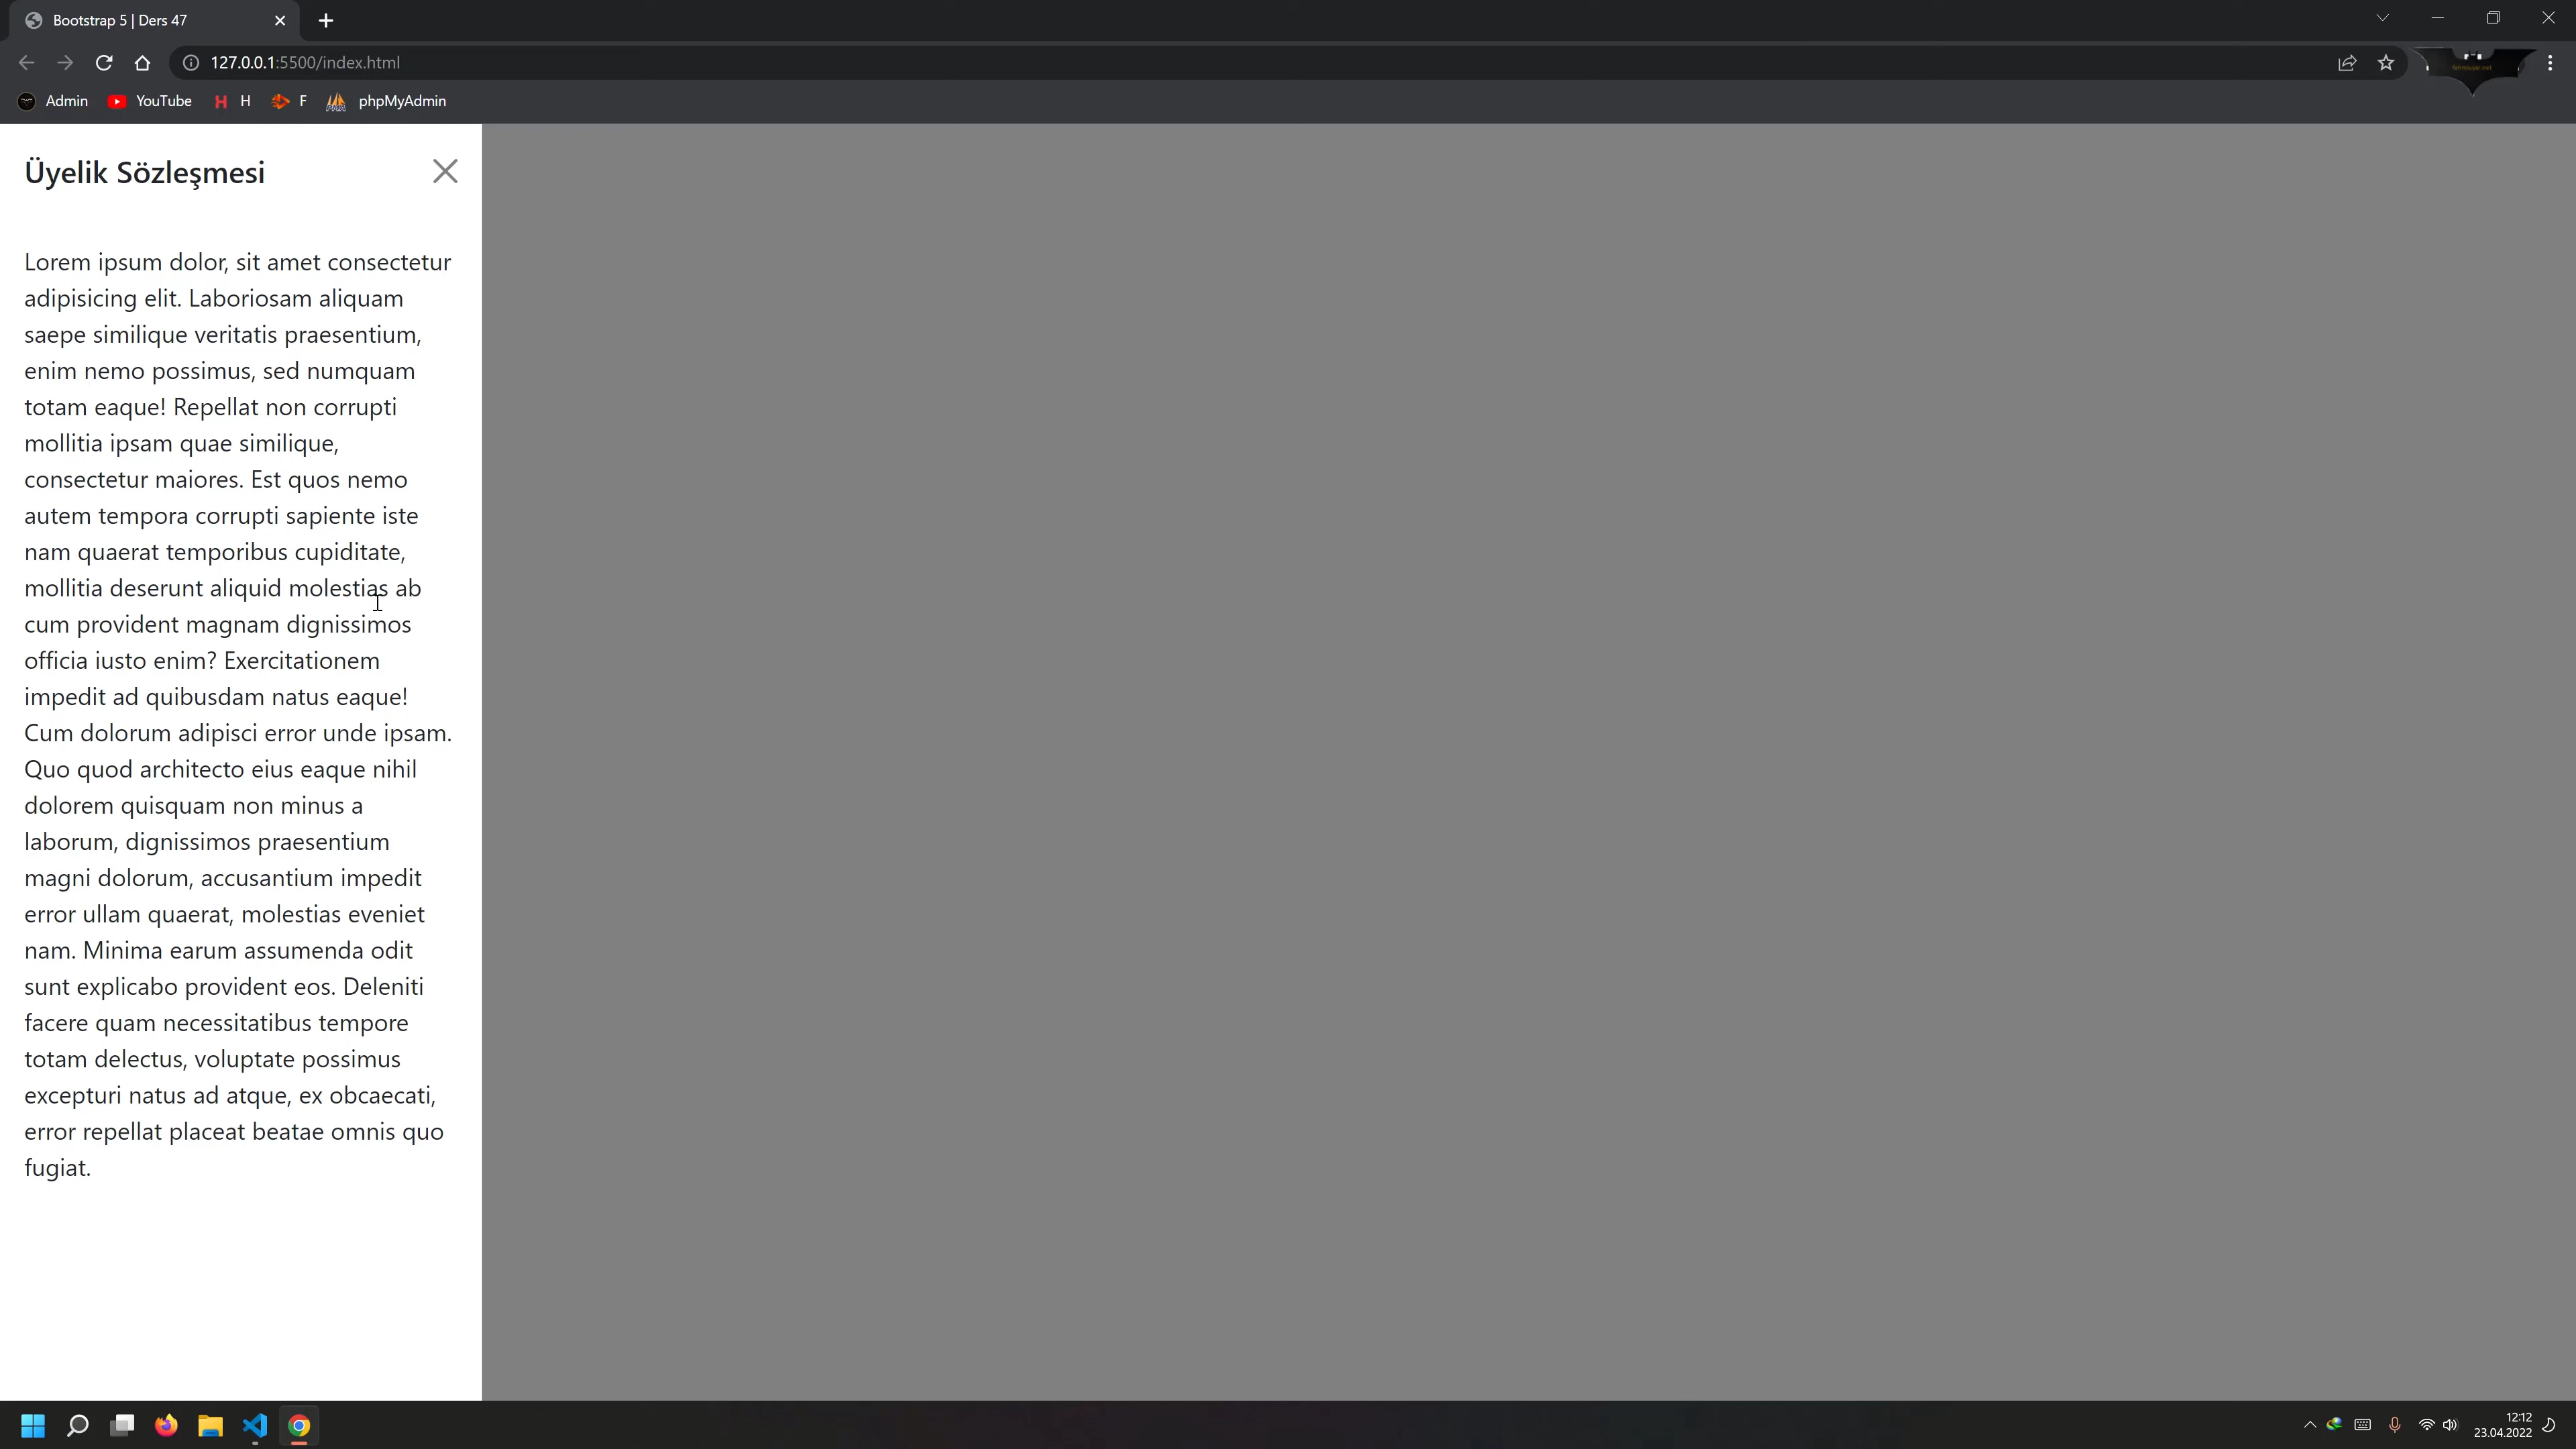 Bootstrap 5 | Ders 47
127.0.0.1:5500/index.html
Admin YouTube H F phpMyAdmin
Üyelik Sözleşmesi
Lorem ipsum dolor, sit amet consectetur
adipisicing elit. Laboriosam aliquam
saepe similique veritatis praesentium,
enim nemo possimus, sed numquam
totam eaque! Repellat non corrupti
mollitia ipsam quae similique,
consectetur maiores. Est quos nemo
autem tempora corrupti sapiente iste
nam quaerat temporibus cupiditate,
mollitia deserunt aliquid molestias ab
cum provident magnam dignissimos
officia iusto enim? Exercitationem
impedit ad quibusdam natus eaque!
Cum dolorum adipisci error unde ipsam.
Quo quod architecto eius eaque nihil
dolorem quisquam non minus a
laborum, dignissimos praesentium
magni dolorum, accusantium impedit
error ullam quaerat, molestias eveniet
nam. Minima earum assumenda odit
sunt explicabo provident eos. Deleniti
facere quam necessitatibus tempore
totam delectus, voluptate possimus
excepturi natus ad atque, ex obcaecati,
error repellat placeat beatae omnis quo
fugiat.
12:12
23.04.2022